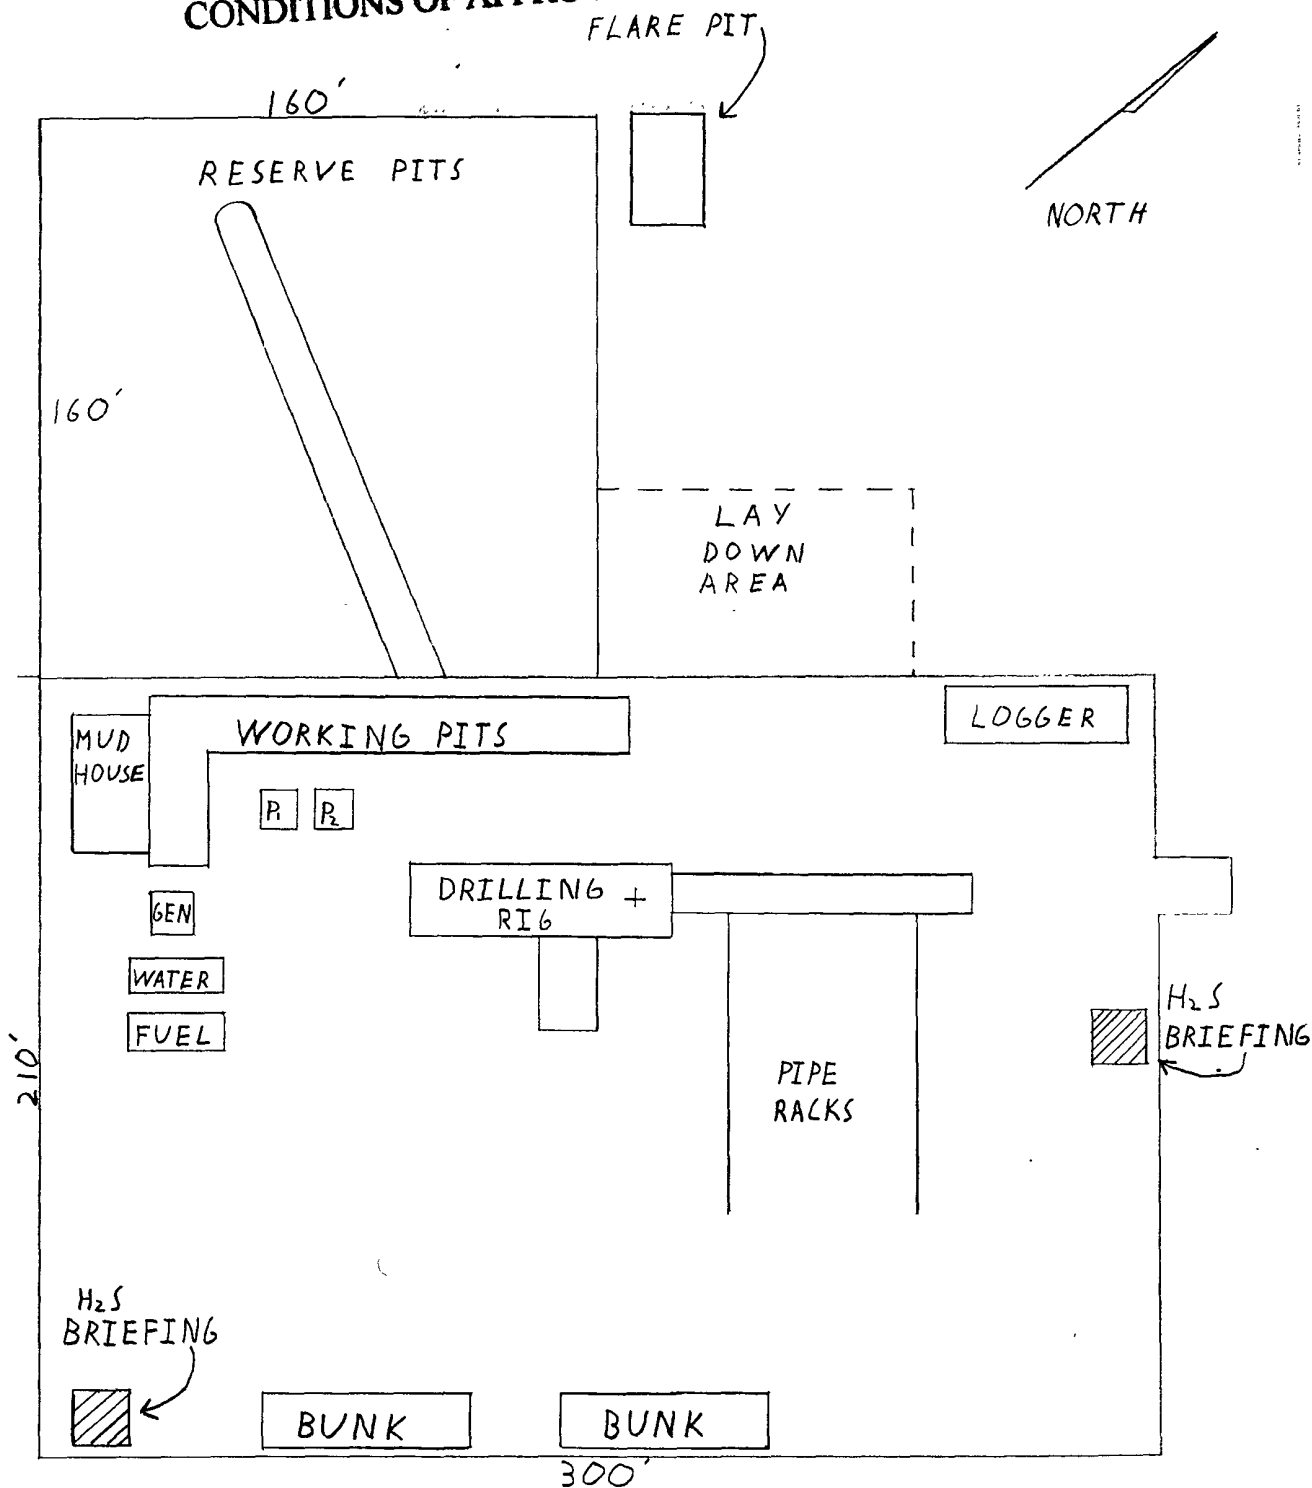 CONDITIONS OF
FLARE PIT
160'
RESERVE PITS
NORTH
160'
LAY
DOWN
AREA
MUD
HOUSE
WORKING PITS
LOGGER
P1
P2
DRILLING
RIG
GEN
WATER
FUEL
H2S
BRIEFING
210'
PIPE
RACKS
H2S
BRIEFING
BUNK
BUNK
300'